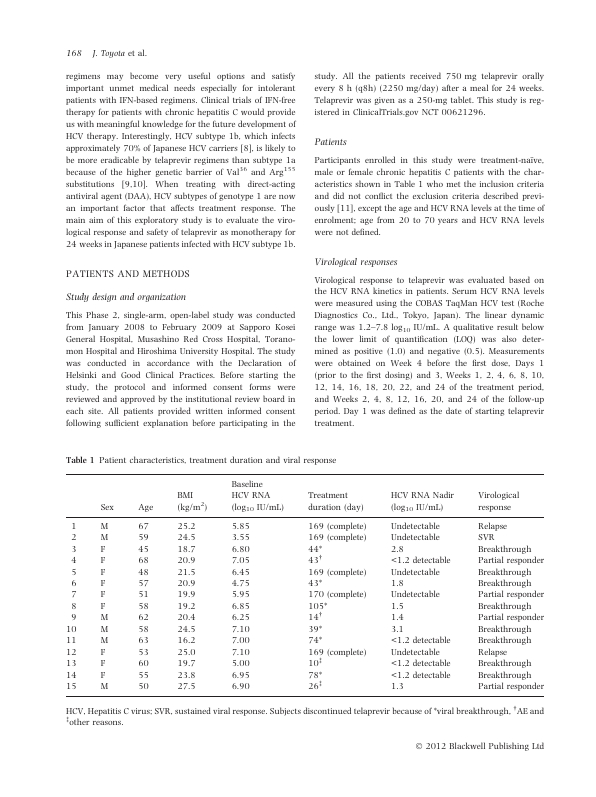 168 J. Toyota et al.
regimens may become very useful options and satisfy
important unmet medical needs especially for intolerant
patients with IFN-based regimens. Clinical trials of IFN-free
therapy for patients with chronic hepatitis C would provide
us with meaningful knowledge for the future development of
HCV therapy. Interestingly, HCV subtype 1b, which infects
approximately 70% of Japanese HCV carriers [8], is likely to
be more eradicable by telaprevir regimens than subtype 1a
because of the higher genetic barrier of Val36 and Arg155
substitutions [9,10]. When treating with direct-acting
antiviral agent (DAA), HCV subtypes of genotype 1 are now
an important factor that affects treatment response. The
main aim of this exploratory study is to evaluate the viro-
logical response and safety of telaprevir as monotherapy for
24 weeks in Japanese patients infected with HCV subtype 1b.
PATIENTS AND METHODS
Study design and organization
This Phase 2, single-arm, open-label study was conducted
from January 2008 to February 2009 at Sapporo Kosei
General Hospital, Musashino Red Cross Hospital, Torano-
mon Hospital and Hiroshima University Hospital. The study
was conducted in accordance with the Declaration of
Helsinki and Good Clinical Practices. Before starting the
study, the protocol and informed consent forms were
reviewed and approved by the institutional review board in
each site. All patients provided written informed consent
following sufficient explanation before participating in the
study. All the patients received 750 mg telaprevir orally
every 8 h (q8h) (2250 mg/day) after a meal for 24 weeks.
Telaprevir was given as a 250-mg tablet. This study is reg-
istered in ClinicalTrials.gov NCT 00621296.
Patients
Participants enrolled in this study were treatment-naïve,
male or female chronic hepatitis C patients with the char-
acteristics shown in Table 1 who met the inclusion criteria
and did not conflict the exclusion criteria described previ-
ously [11], except the age and HCV RNA levels at the time of
enrolment; age from 20 to 70 years and HCV RNA levels
were not defined.
Virological responses
Virological response to telaprevir was evaluated based on
the HCV RNA kinetics in patients. Serum HCV RNA levels
were measured using the COBAS TaqMan HCV test (Roche
Diagnostics Co., Ltd., Tokyo, Japan). The linear dynamic
range was 1.2–7.8 log10 IU/mL. A qualitative result below
the lower limit of quantification (LOQ) was also deter-
mined as positive (1.0) and negative (0.5). Measurements
were obtained on Week 4 before the first dose, Days 1
(prior to the first dosing) and 3, Weeks 1, 2, 4, 6, 8, 10,
12, 14, 16, 18, 20, 22, and 24 of the treatment period,
and Weeks 2, 4, 8, 12, 16, 20, and 24 of the follow-up
period. Day 1 was defined as the date of starting telaprevir
treatment.
Table 1 Patient characteristics, treatment duration and viral response
Sex Age BMI (kg/m2) Baseline HCV RNA (log10 IU/mL) Treatment duration (day) HCV RNA Nadir (log10 IU/mL) Virological response
1 M 67 25.2 5.85 169 (complete) Undetectable Relapse
2 M 59 24.5 3.55 169 (complete) Undetectable SVR
3 F 45 18.7 6.80 44* 2.8 Breakthrough
4 F 68 20.9 7.05 43† <1.2 detectable Partial responder
5 F 48 21.5 6.45 169 (complete) Undetectable Breakthrough
6 F 57 20.9 4.75 43* 1.8 Breakthrough
7 F 51 19.9 5.95 170 (complete) Undetectable Partial responder
8 F 58 19.2 6.85 105* 1.5 Breakthrough
9 M 62 20.4 6.25 14† 1.4 Partial responder
10 M 58 24.5 7.10 39* 3.1 Breakthrough
11 M 63 16.2 7.00 74* <1.2 detectable Breakthrough
12 F 53 25.0 7.10 169 (complete) Undetectable Relapse
13 F 60 19.7 5.00 10‡ <1.2 detectable Breakthrough
14 F 55 23.8 6.95 78* <1.2 detectable Breakthrough
15 M 50 27.5 6.90 26‡ 1.3 Partial responder
HCV, Hepatitis C virus; SVR, sustained viral response. Subjects discontinued telaprevir because of *viral breakthrough, †AE and
‡other reasons.
© 2012 Blackwell Publishing Ltd